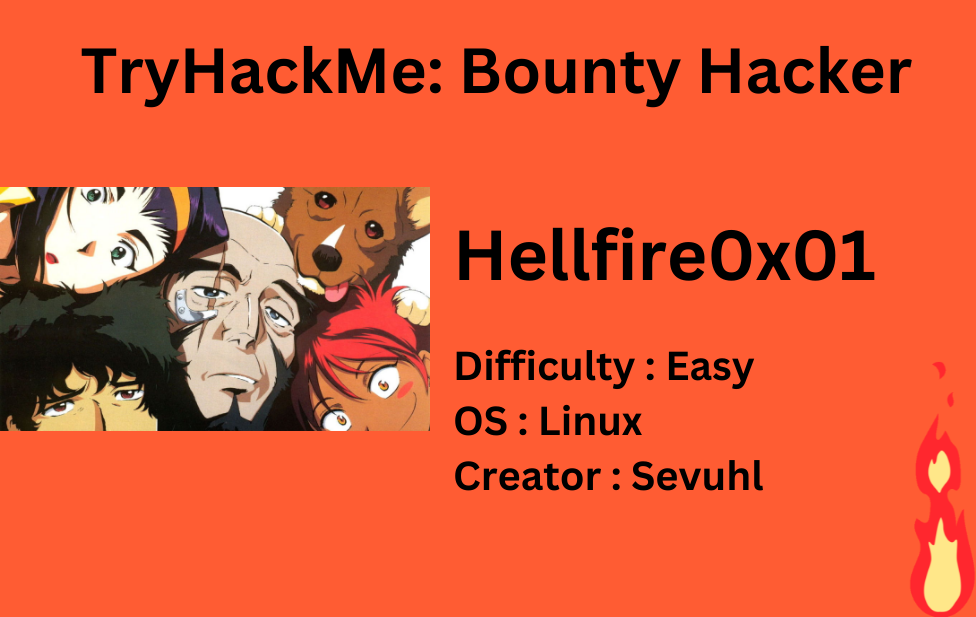 TryHackMe: Bounty Hacker
Hellfire0x01
Difficulty : Easy
OS : Linux
Creator : Sevuhl